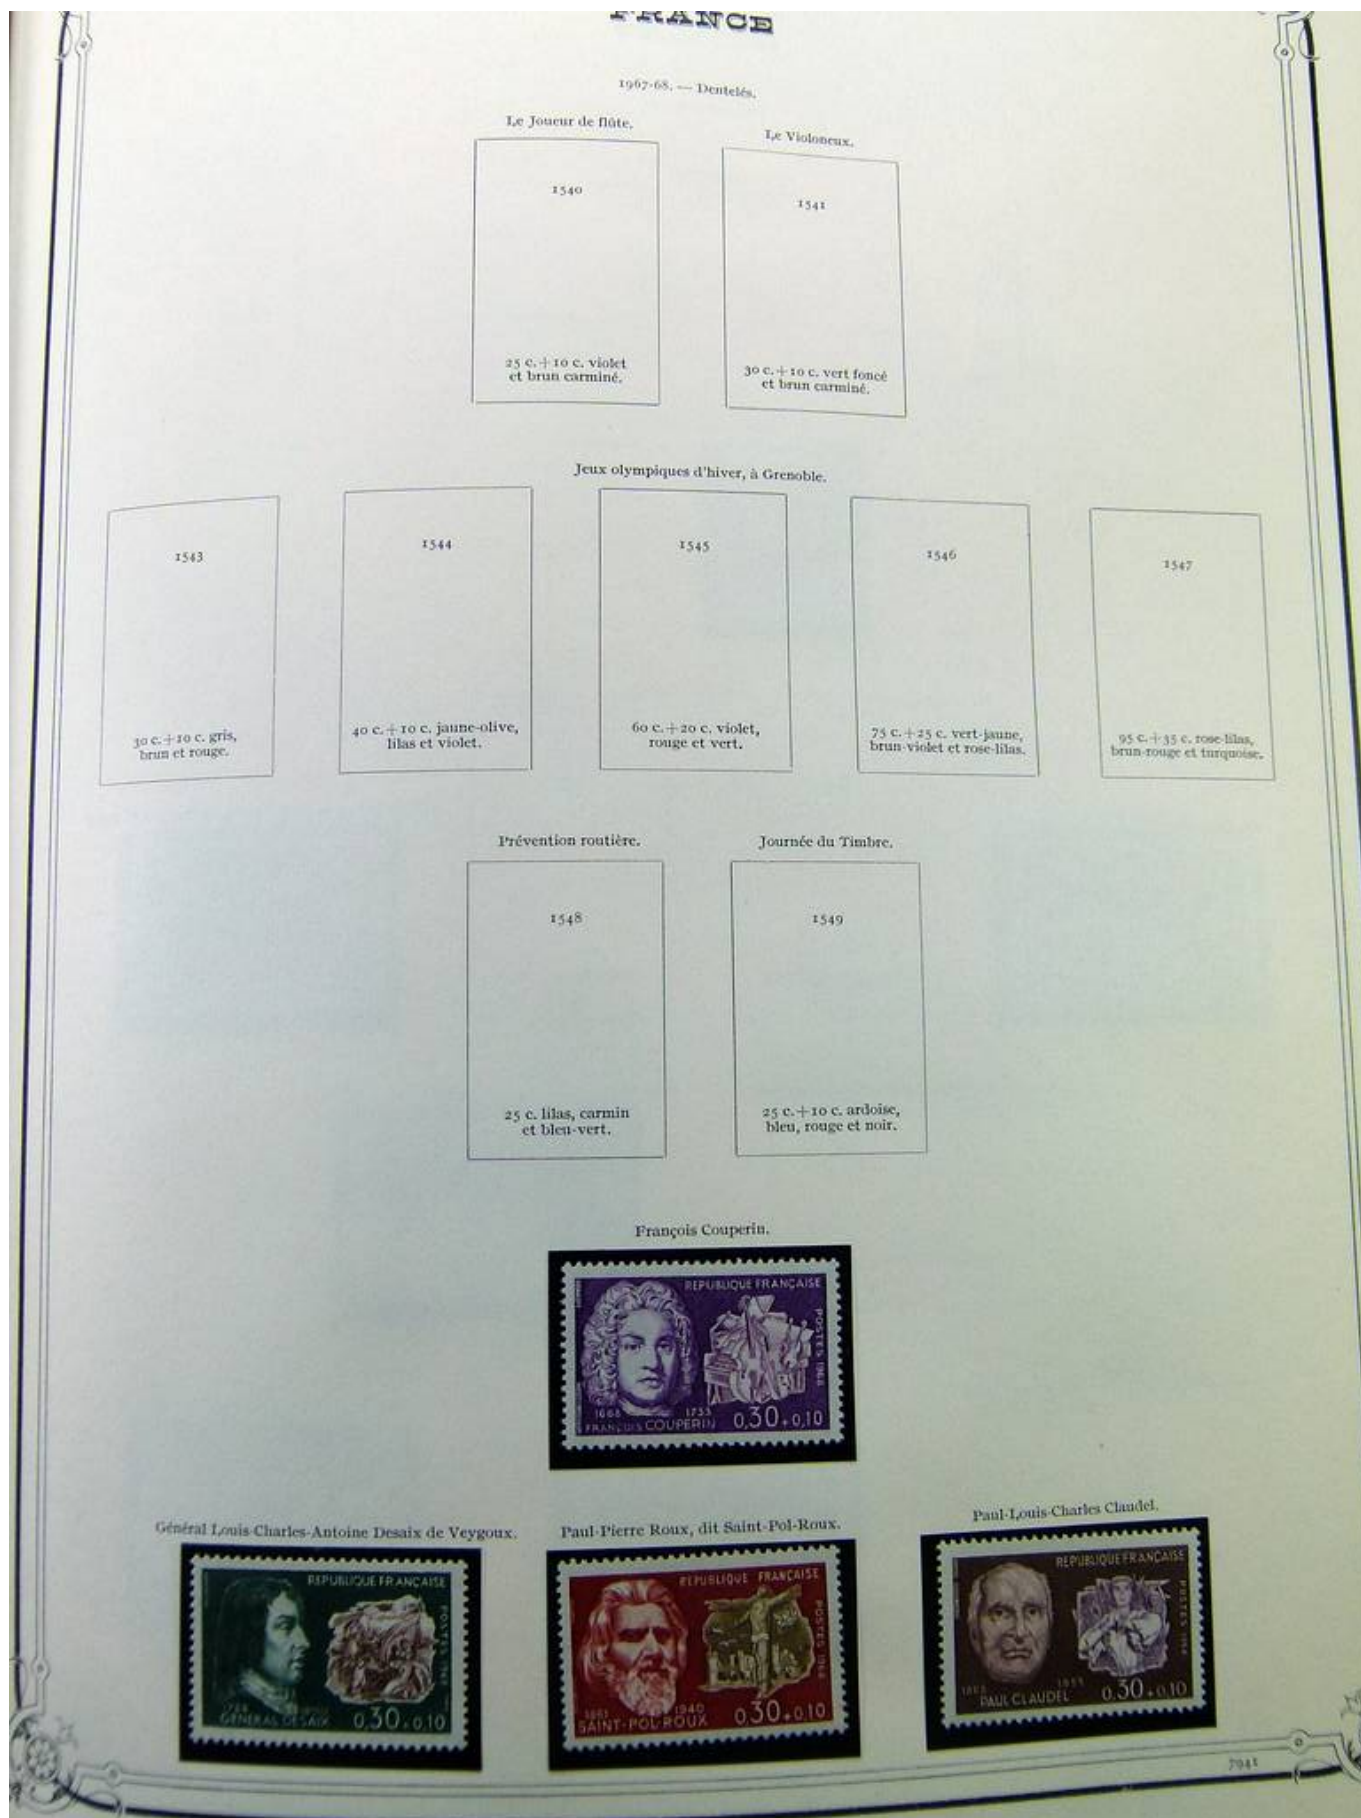 FRANCE
1967-68. — Dentelés.
Le Joueur de flûte.
Le Violoneux.
1540
1541
25 c.+10 c. violet
et brun carminé.
30 c.+10 c. vert foncé
et brun carminé.
Jeux olympiques d'hiver, à Grenoble.
1543
1544
1545
1546
1547
30 c.+10 c. gris,
brun et rouge.
40 c.+10 c. jaune-olive,
lilas et violet.
60 c.+20 c. violet,
rouge et vert.
75 c.+25 c. vert-jaune,
brun-violet et rose-lilas.
95 c.+35 c. rose-lilas,
brun-rouge et turquoise.
Prévention routière.
Journée du Timbre.
1548
1549
25 c. lilas, carmin
et bleu-vert.
25 c.+10 c. ardoise,
bleu, rouge et noir.
François Couperin.
REPUBLIQUE FRANÇAISE
POSTES 1968
1668 1733
FRANÇOIS COUPERIN 0,30+0,10
Général Louis-Charles-Antoine Desaix de Veygoux.
Paul-Pierre Roux, dit Saint-Pol-Roux.
Paul-Louis-Charles Claudel.
REPUBLIQUE FRANÇAISE
POSTES 1968
1768
GENERAL DESAIX 0,30+0,10
REPUBLIQUE FRANÇAISE
POSTES 1968
1861 1940
SAINT-POL-ROUX 0,30+0,10
REPUBLIQUE FRANÇAISE
POSTES 1968
1868 1955
PAUL CLAUDEL 0,30+0,10
7941